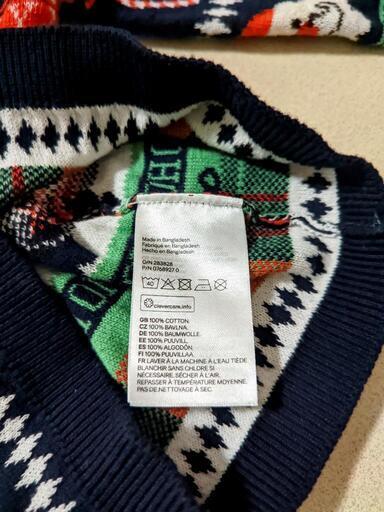 Made in Bangladesh
Fabriqué en Bangladesh
Hecho en Bangladesh
O/N 283828
P/N 0768927 0
40
clevercare.info
GB 100% COTTON.
CZ 100% BAVLNA.
DE 100% BAUMWOLLE.
EE 100% PUUVILL.
ES 100% ALGODÓN.
FI 100% PUUVILLAA.
FR LAVER À LA MACHINE À L'EAU TIÈDE
BLANCHIR SANS CHLORE SI
NÉCESSAIRE. SÉCHER À L'AIR.
REPASSER À TEMPÉRATURE MOYENNE.
PAS DE NETTOYAGE À SEC.